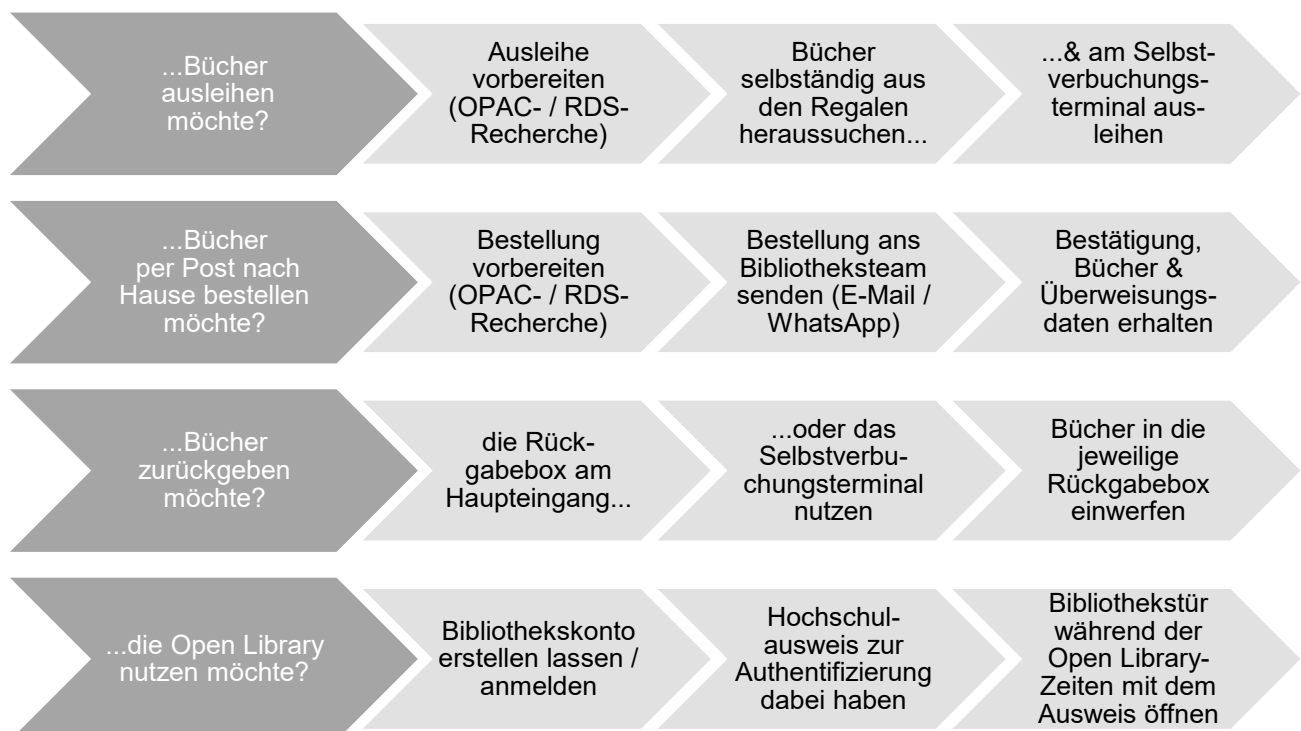 ...Bücher
ausleihen
möchte?
Ausleihe
vorbereiten
(OPAC- / RDS-
Recherche)
Bücher
selbständig aus
den Regalen
heraussuchen...
...& am Selbst-
verbuchungs-
terminal aus-
leihen
...Bücher
per Post nach
Hause bestellen
möchte?
Bestellung
vorbereiten
(OPAC- / RDS-
Recherche)
Bestellung ans
Bibliotheksteam
senden (E-Mail /
WhatsApp)
Bestätigung,
Bücher &
Überweisungs-
daten erhalten
...Bücher
zurückgeben
möchte?
die Rück-
gabebox am
Haupteingang...
...oder das
Selbstverbu-
chungsterminal
nutzen
Bücher in die
jeweilige
Rückgabebox
einwerfen
...die Open Library
nutzen möchte?
Bibliothekskonto
erstellen lassen /
anmelden
Hochschul-
ausweis zur
Authentifizierung
dabei haben
Bibliothekstür
während der
Open Library-
Zeiten mit dem
Ausweis öffnen